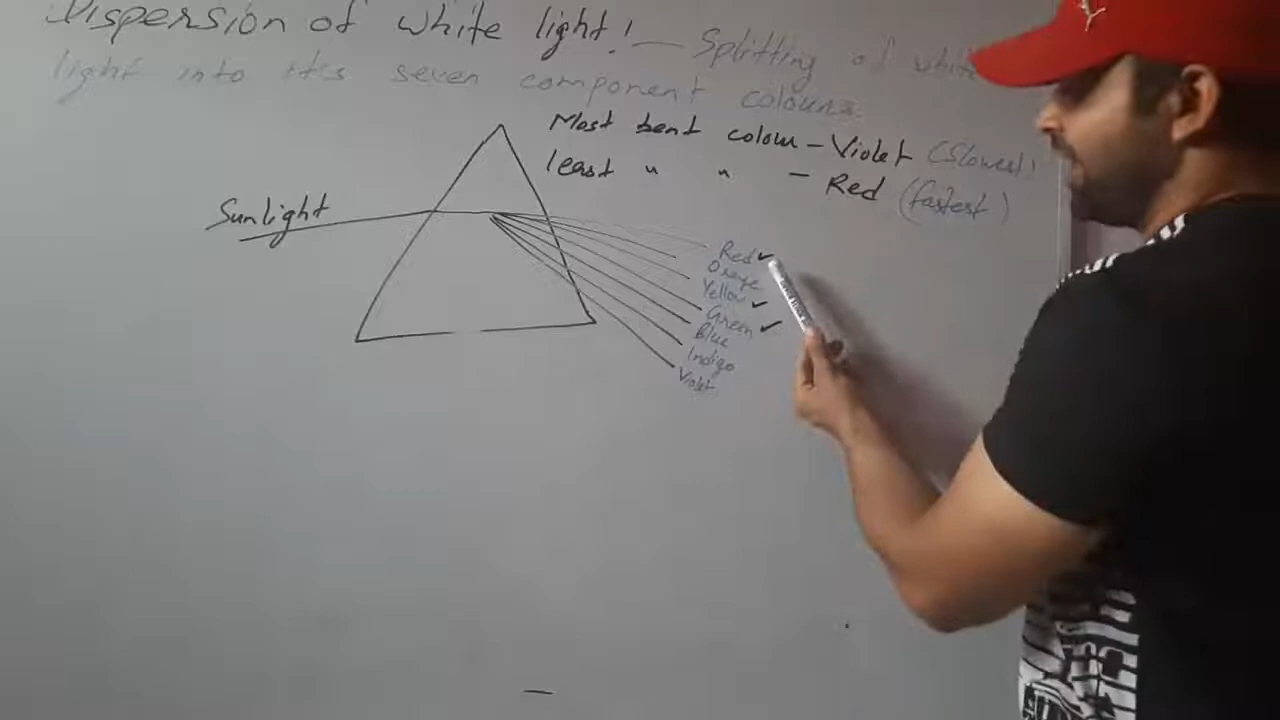 Dispersion of white light!— Splitting of white
light into it's seven component colours.
Most bent colour - Violet (Slowest)
least " " - Red (fastest)
Sunlight
Red ✓
Orange
Yellow ✓
Green ✓
Blue
Indigo
Violet